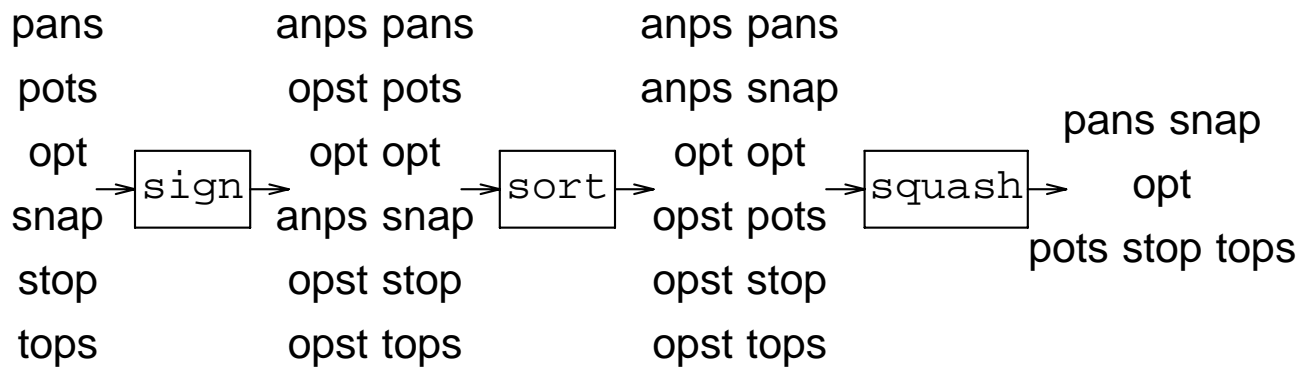 pans
pots
opt
snap
stop
tops
sign
anps pans
opst pots
opt opt
anps snap
opst stop
opst tops
sort
anps pans
anps snap
opt opt
opst pots
opst stop
opst tops
squash
pans snap
opt
pots stop tops